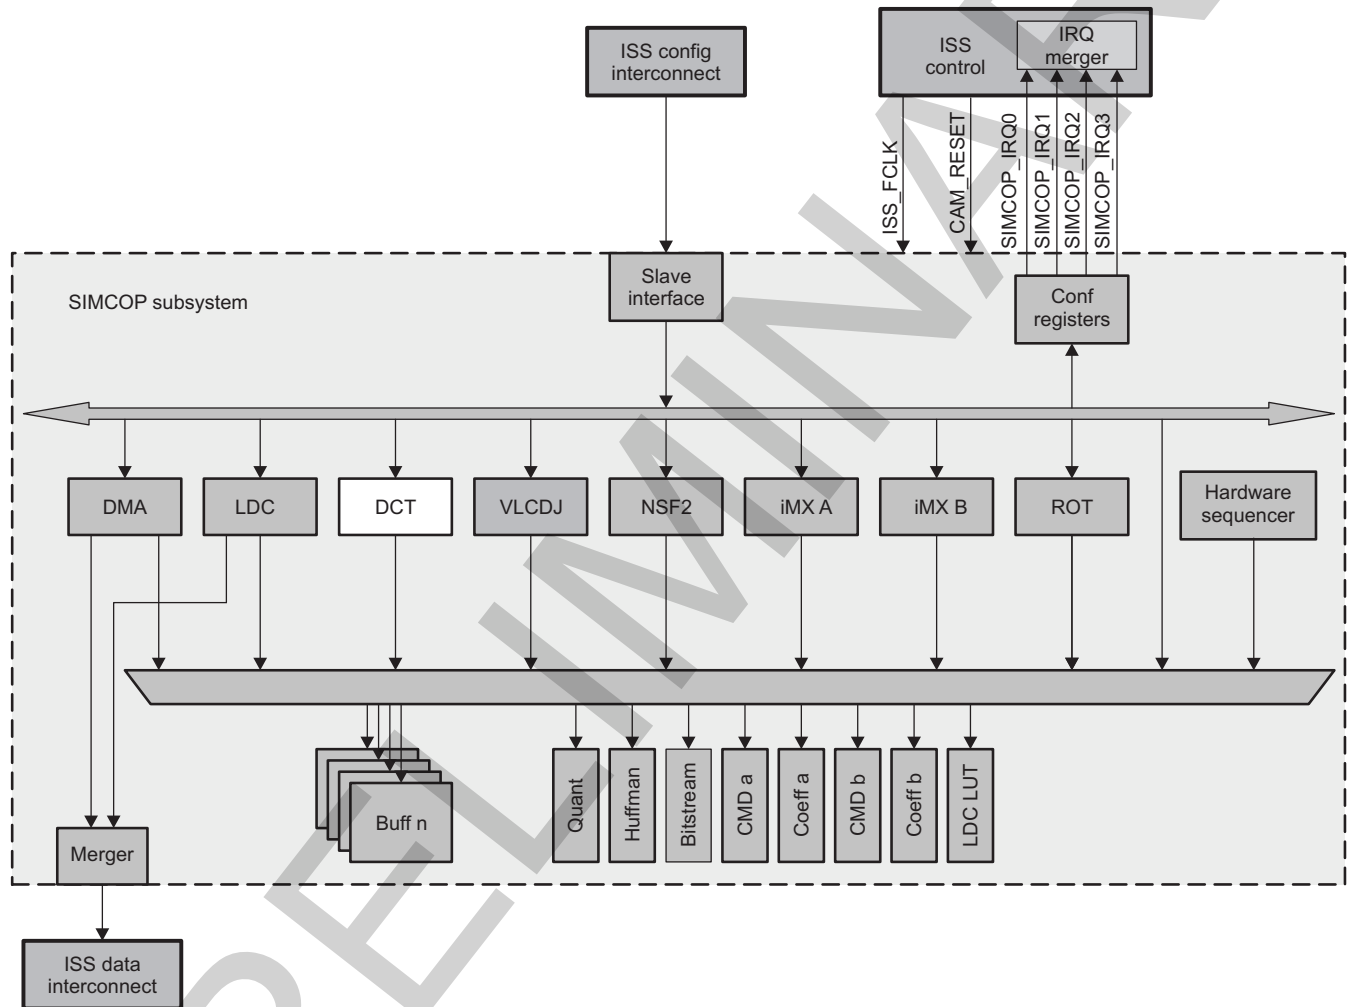 ISS config
interconnect
ISS
control
IRQ
merger
ISS_FCLK
CAM_RESET
SIMCOP_IRQ0
SIMCOP_IRQ1
SIMCOP_IRQ2
SIMCOP_IRQ3
SIMCOP subsystem
Slave
interface
Conf
registers
DMA
LDC
DCT
VLCDJ
NSF2
iMX A
iMX B
ROT
Hardware
sequencer
Buff n
Quant
Huffman
Bitstream
CMD a
Coeff a
CMD b
Coeff b
LDC LUT
Merger
ISS data
interconnect